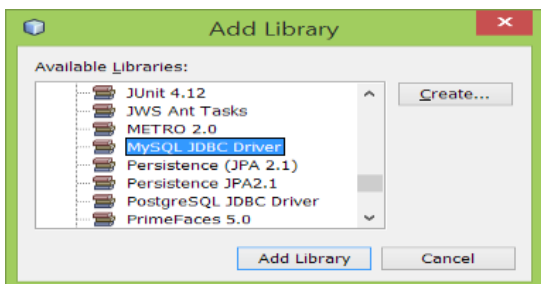 Add Library
Available Libraries:
JUnit 4.12
JWS Ant Tasks
METRO 2.0
MySQL JDBC Driver
Persistence (JPA 2.1)
Persistence JPA2.1
PostgreSQL JDBC Driver
PrimeFaces 5.0
Create...
Add Library Cancel